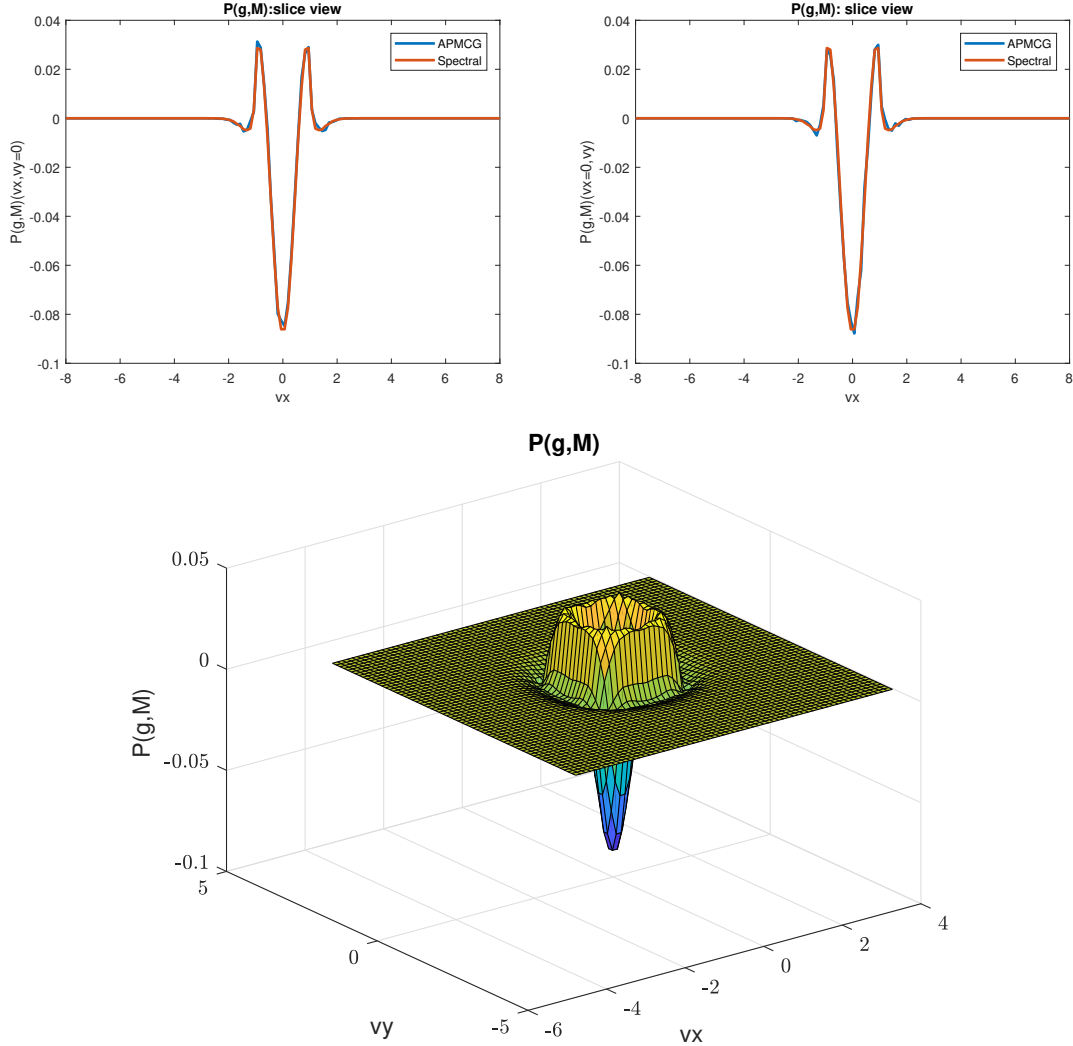 P(g,M):slice view
0.04
0.02
0
-0.02
-0.04
-0.06
-0.08
-0.1
P(g,M)(vx,vy=0)
APMCG
Spectral
-8 -6 -4 -2 0 2 4 6 8
vx
P(g,M): slice view
0.04
0.02
0
-0.02
-0.04
-0.06
-0.08
-0.1
P(g,M)(vx=0,vy)
APMCG
Spectral
-8 -6 -4 -2 0 2 4 6 8
vx
P(g,M)
0.05
0
-0.05
-0.1
P(g,M)
5
0
-5
vy
-6
-4
-2
0
2
4
vx